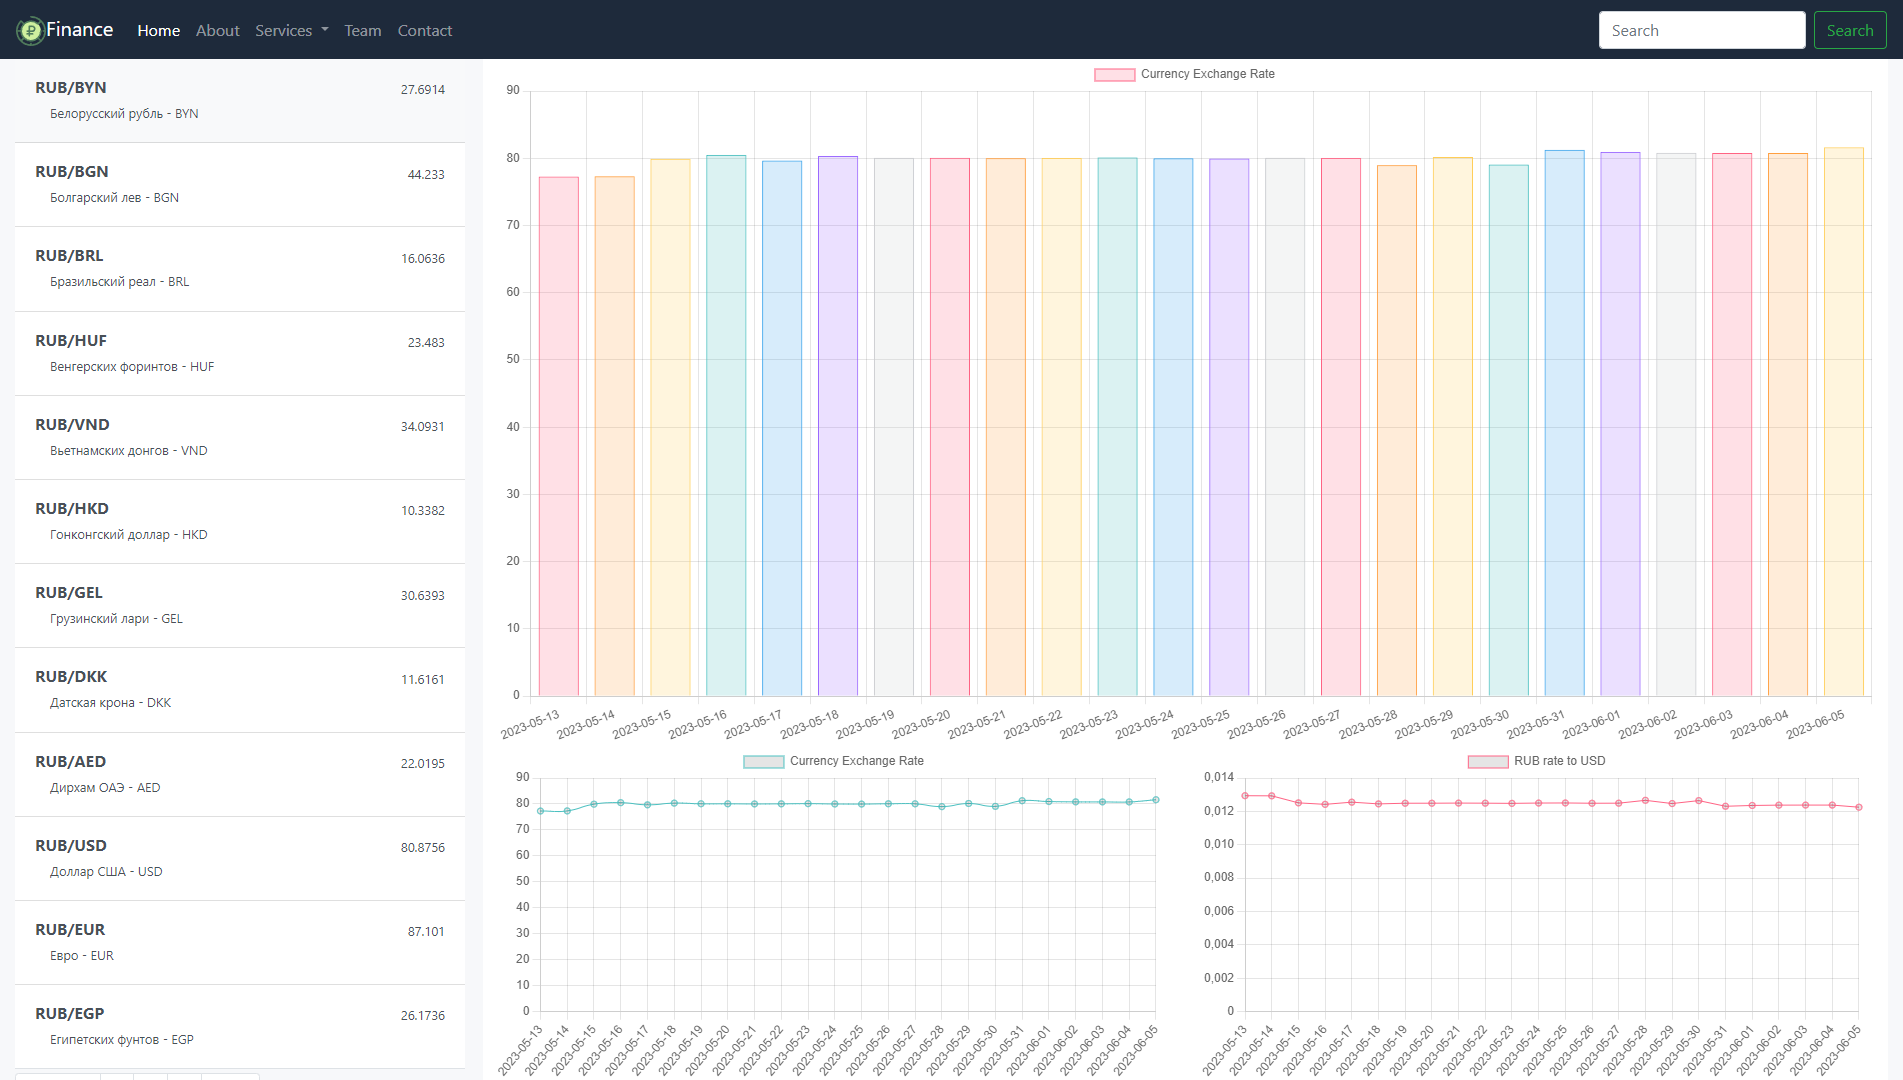 Finance Home About Services Team Contact Search Search
RUB/BYN 27.6914
Белорусский рубль - BYN
RUB/BGN 44.233
Болгарский лев - BGN
RUB/BRL 16.0636
Бразильский реал - BRL
RUB/HUF 23.483
Венгерских форинтов - HUF
RUB/VND 34.0931
Вьетнамских донгов - VND
RUB/HKD 10.3382
Гонконгский доллар - HKD
RUB/GEL 30.6393
Грузинский лари - GEL
RUB/DKK 11.6161
Датская крона - DKK
RUB/AED 22.0195
Дирхам ОАЭ - AED
RUB/USD 80.8756
Доллар США - USD
RUB/EUR 87.101
Евро - EUR
RUB/EGP 26.1736
Египетских фунтов - EGP
Currency Exchange Rate
90
80
70
60
50
40
30
20
10
0
2023-05-13 2023-05-14 2023-05-15 2023-05-16 2023-05-17 2023-05-18 2023-05-19 2023-05-20 2023-05-21 2023-05-22 2023-05-23 2023-05-24 2023-05-25 2023-05-26 2023-05-27 2023-05-28 2023-05-29 2023-05-30 2023-05-31 2023-06-01 2023-06-02 2023-06-03 2023-06-04 2023-06-05
Currency Exchange Rate
90
80
70
60
50
40
30
20
10
0
2023-05-13 2023-05-14 2023-05-15 2023-05-16 2023-05-17 2023-05-18 2023-05-19 2023-05-20 2023-05-21 2023-05-22 2023-05-23 2023-05-24 2023-05-25 2023-05-26 2023-05-27 2023-05-28 2023-05-29 2023-05-30 2023-05-31 2023-06-01 2023-06-02 2023-06-03 2023-06-04 2023-06-05
RUB rate to USD
0,014
0,012
0,010
0,008
0,006
0,004
0,002
0
2023-05-13 2023-05-14 2023-05-15 2023-05-16 2023-05-17 2023-05-18 2023-05-19 2023-05-20 2023-05-21 2023-05-22 2023-05-23 2023-05-24 2023-05-25 2023-05-26 2023-05-27 2023-05-28 2023-05-29 2023-05-30 2023-05-31 2023-06-01 2023-06-02 2023-06-03 2023-06-04 2023-06-05